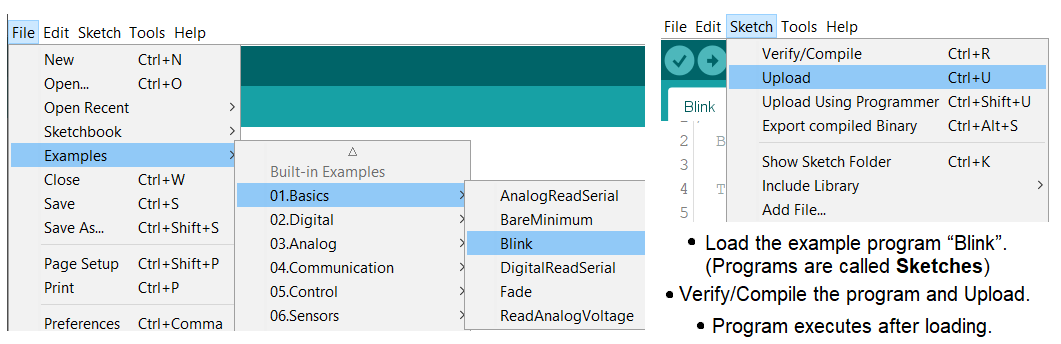 File Edit Sketch Tools Help
New Ctrl+N
Open... Ctrl+O
Open Recent
Sketchbook
Examples
Close Ctrl+W
Save Ctrl+S
Save As... Ctrl+Shift+S
Page Setup Ctrl+Shift+P
Print Ctrl+P
Preferences Ctrl+Comma
Built-in Examples
01.Basics
02.Digital
03.Analog
04.Communication
05.Control
06.Sensors
AnalogReadSerial
BareMinimum
Blink
DigitalReadSerial
Fade
ReadAnalogVoltage
File Edit Sketch Tools Help
Verify/Compile Ctrl+R
Upload Ctrl+U
Upload Using Programmer Ctrl+Shift+U
Export compiled Binary Ctrl+Alt+S
Show Sketch Folder Ctrl+K
Include Library
Add File...
Blink
2 B
3
4 T
5
• Load the example program “Blink”.
(Programs are called Sketches)
• Verify/Compile the program and Upload.
• Program executes after loading.